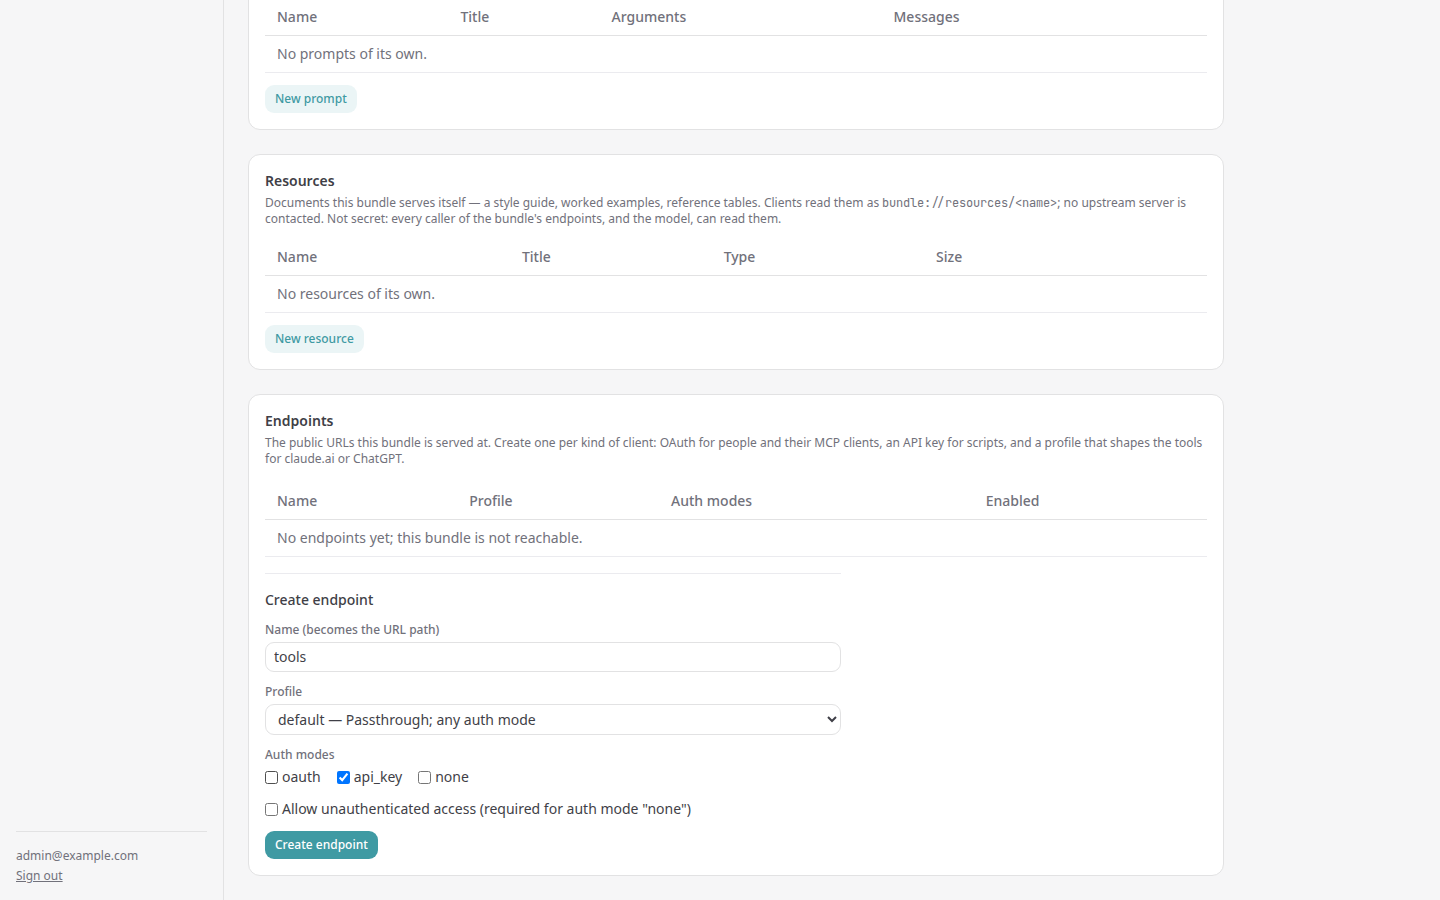 Name Title Arguments Messages
No prompts of its own.
New prompt
Resources
Documents this bundle serves itself — a style guide, worked examples, reference tables. Clients read them as bundle://resources/<name>; no upstream server is
contacted. Not secret: every caller of the bundle's endpoints, and the model, can read them.
Name Title Type Size
No resources of its own.
New resource
Endpoints
The public URLs this bundle is served at. Create one per kind of client: OAuth for people and their MCP clients, an API key for scripts, and a profile that shapes the tools
for claude.ai or ChatGPT.
Name Profile Auth modes Enabled
No endpoints yet; this bundle is not reachable.
Create endpoint
Name (becomes the URL path)
tools
Profile
default — Passthrough; any auth mode
Auth modes
oauth api_key none
Allow unauthenticated access (required for auth mode "none")
Create endpoint
admin@example.com
Sign out